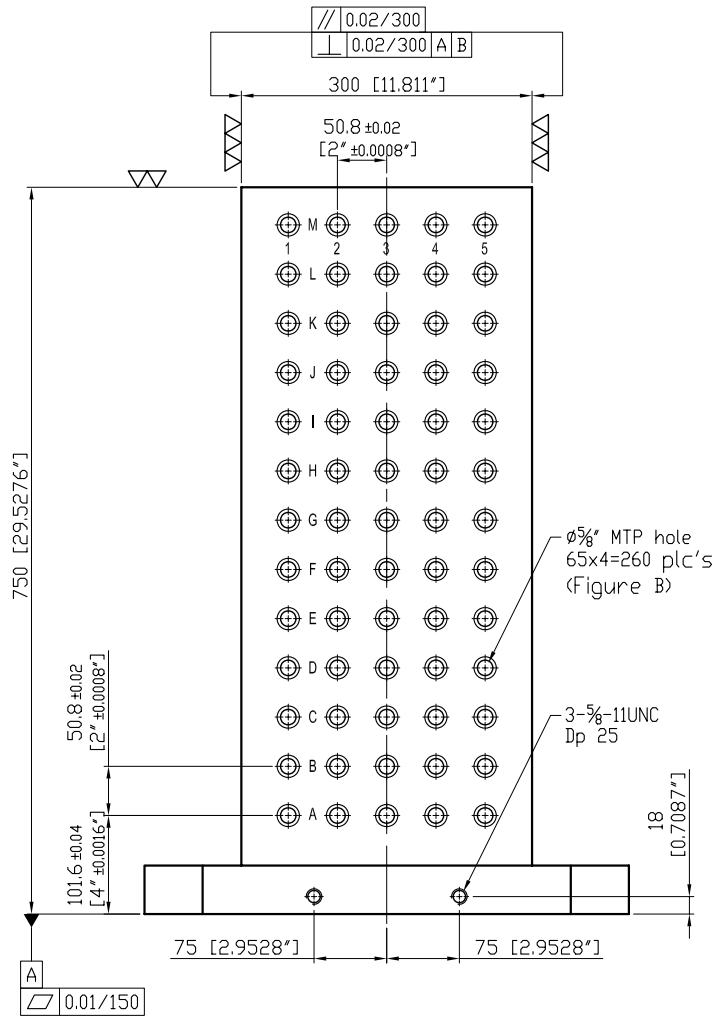 // 0.02/300
⊥ 0.02/300 A B
300 [11.811"]
50.8 ±0.02
[2" ±0.0008"]
M
1 2 3 4 5
L
K
J
I
H
G
F
E
D
C
B
A
750 [29.5276"]
Ø⅝" MTP hole
65x4=260 plc's
(Figure B)
50.8 ±0.02
[2" ±0.0008"]
3-⅝-11UNC
Dp 25
101.6 ±0.04
[4" ±0.0016"]
18
[0.7087"]
75 [2.9528"] 75 [2.9528"]
A
⏥ 0.01/150